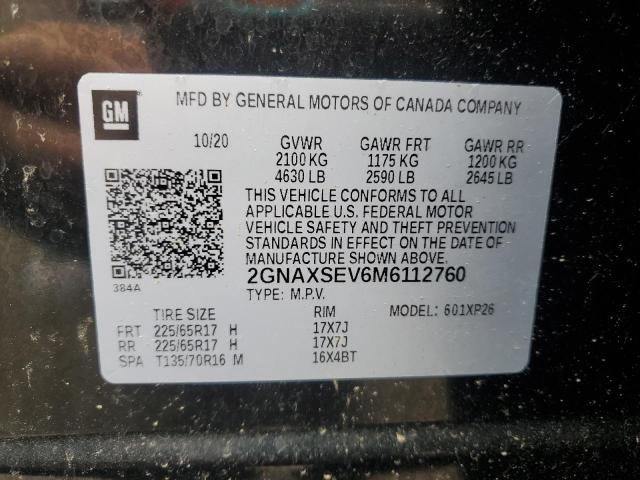 GM
MFD BY GENERAL MOTORS OF CANADA COMPANY
10/20 GVWR GAWR FRT GAWR RR
2100 KG 1175 KG 1200 KG
4630 LB 2590 LB 2645 LB
THIS VEHICLE CONFORMS TO ALL
APPLICABLE U.S. FEDERAL MOTOR
VEHICLE SAFETY AND THEFT PREVENTION
STANDARDS IN EFFECT ON THE DATE OF
MANUFACTURE SHOWN ABOVE.
384A 2GNAXSEV6M6112760
TYPE: M.P.V. MODEL: 601XP26
TIRE SIZE RIM
FRT 225/65R17 H 17X7J
RR 225/65R17 H 17X7J
SPA T135/70R16 M 16X4BT